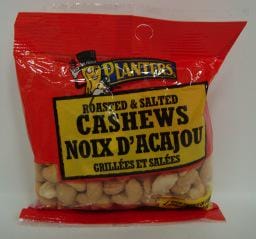 PLANTERS
ROASTED & SALTED
CASHEWS
NOIX D'ACAJOU
GRILLÉES ET SALÉES